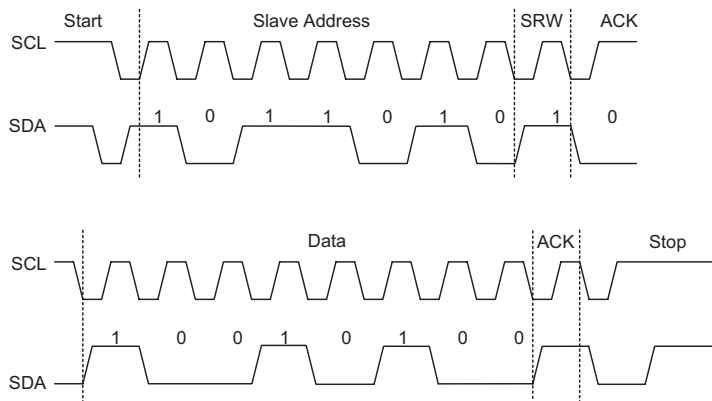 Start Slave Address SRW ACK
SCL
1 0 1 1 0 1 0 1 0
SDA
Data ACK Stop
SCL
1 0 0 1 0 1 0 0
SDA